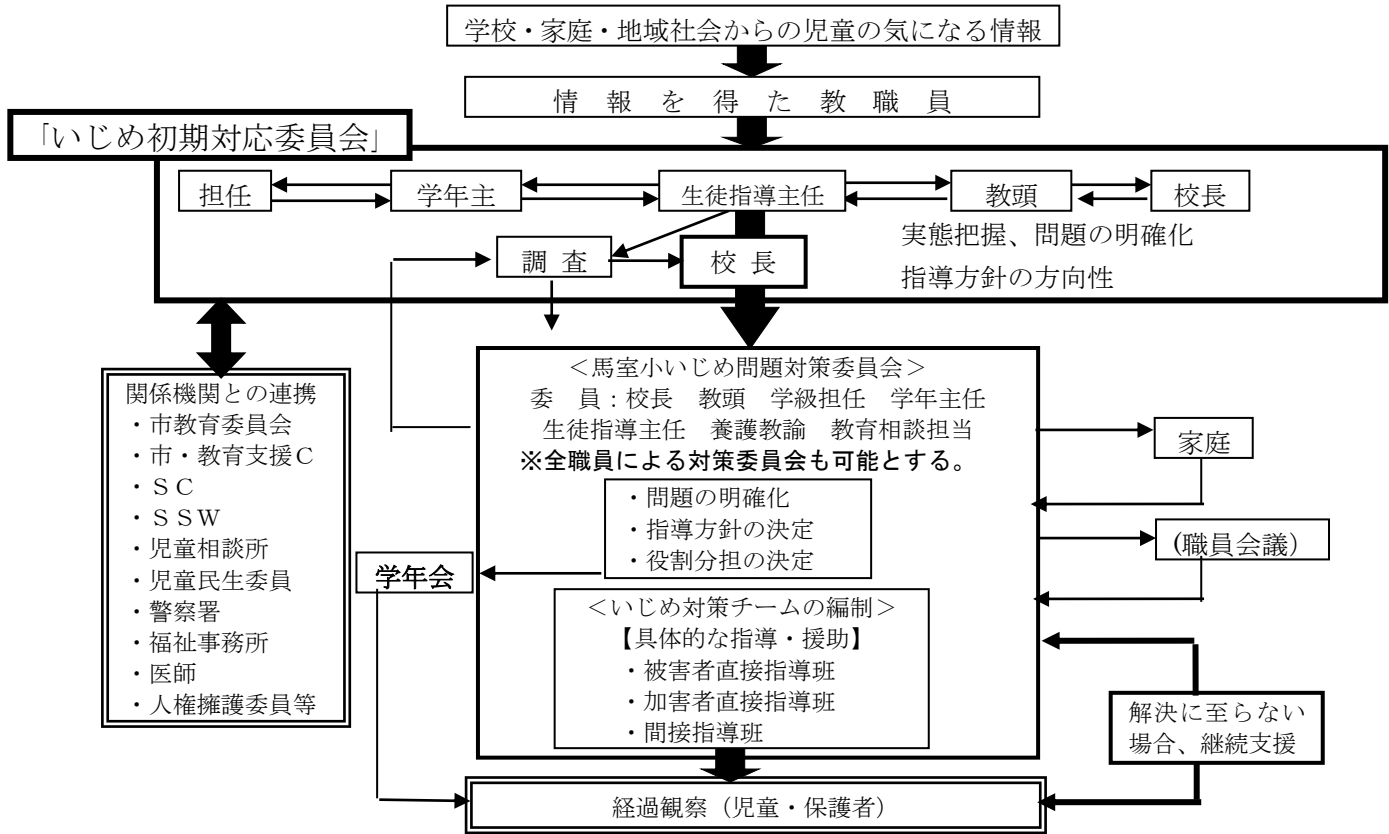 学校・家庭・地域社会からの児童の気になる情報
情報を得た教職員
「いじめ初期対応委員会」
担任
学年主
生徒指導主任
教頭
校長
実態把握、問題の明確化
指導方針の方向性
調 査
校 長
関係機関との連携
・市教育委員会
・市・教育支援C
・SC
・SSW
・児童相談所
・児童民生委員
・警察署
・福祉事務所
・医師
・人権擁護委員等
<馬室小いじめ問題対策委員会>
委 員:校長 教頭 学級担任 学年主任
生徒指導主任 養護教諭 教育相談担当
※全職員による対策委員会も可能とする。
・問題の明確化
・指導方針の決定
・役割分担の決定
学年会
<いじめ対策チームの編制>
【具体的な指導・援助】
・被害者直接指導班
・加害者直接指導班
・間接指導班
家庭
(職員会議)
解決に至らない
場合、継続支援
経過観察(児童・保護者)